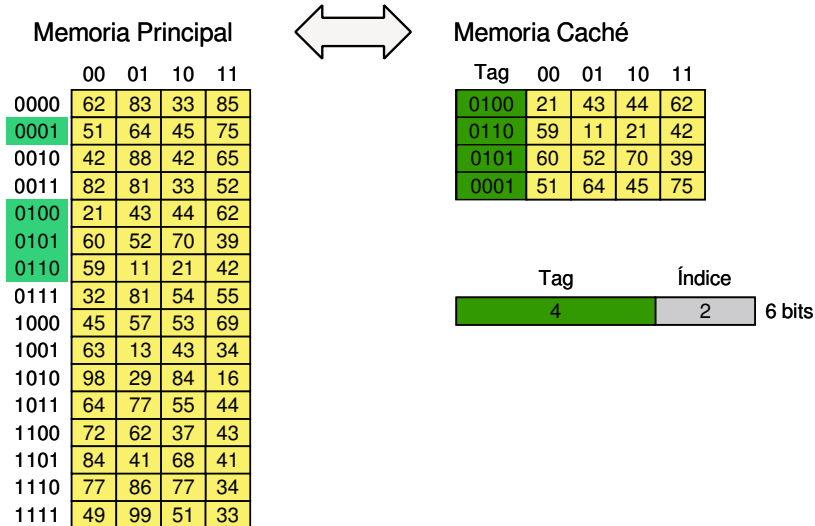 Memoria Principal
Memoria Caché
00 01 10 11
Tag 00 01 10 11
0000 62 83 33 85
0100 21 43 44 62
0001 51 64 45 75
0110 59 11 21 42
0010 42 88 42 65
0101 60 52 70 39
0011 82 81 33 52
0001 51 64 45 75
0100 21 43 44 62
0101 60 52 70 39
0110 59 11 21 42
Tag Índice
0111 32 81 54 55
4 2 6 bits
1000 45 57 53 69
1001 63 13 43 34
1010 98 29 84 16
1011 64 77 55 44
1100 72 62 37 43
1101 84 41 68 41
1110 77 86 77 34
1111 49 99 51 33